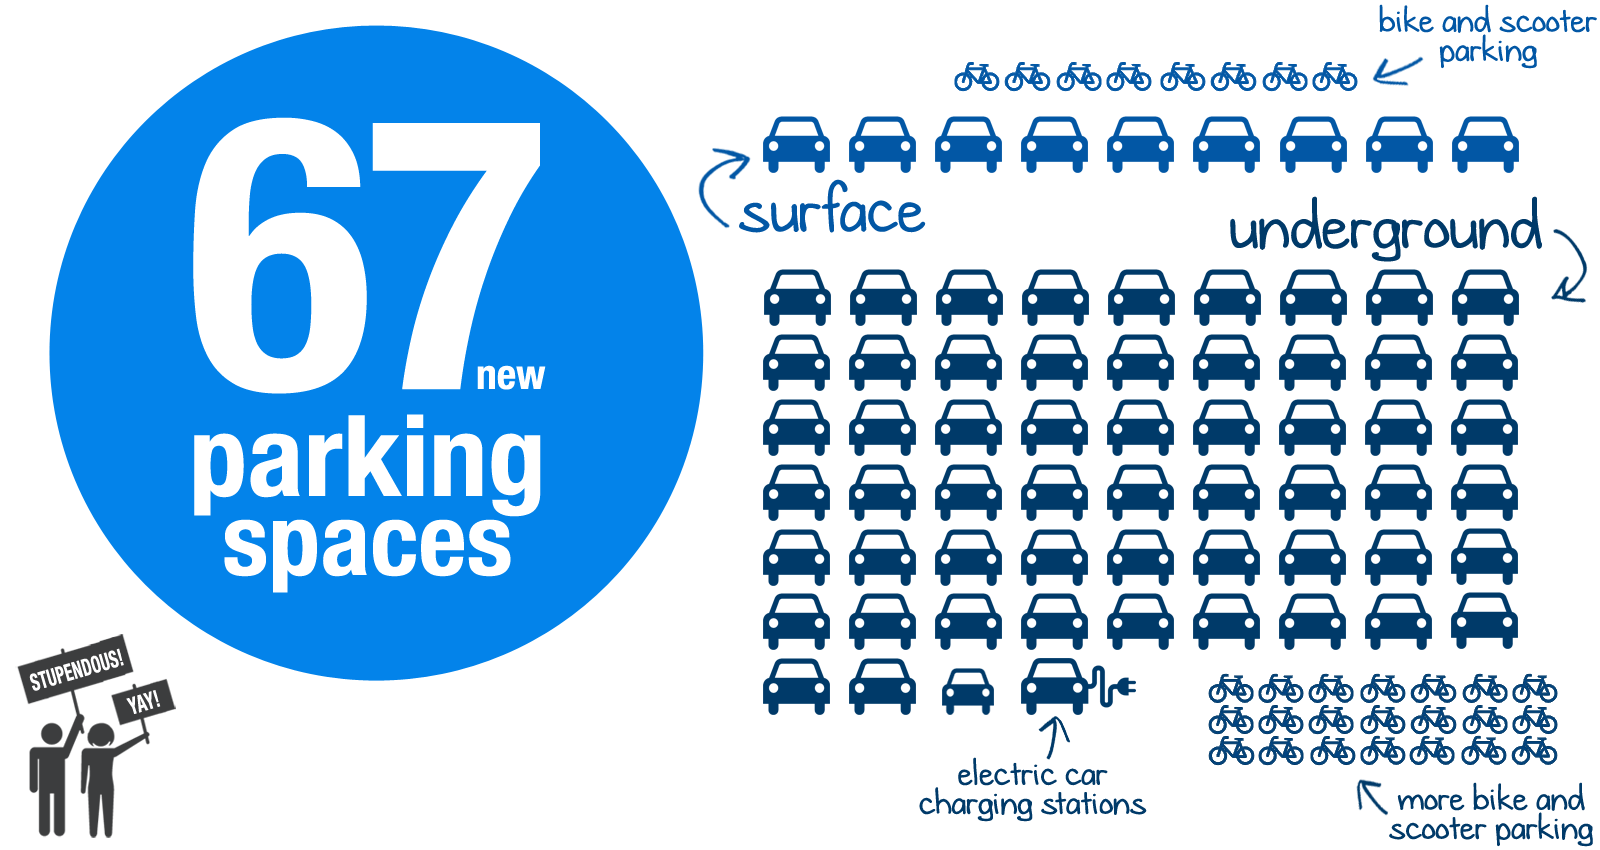 67
new
parking
spaces
STUPENDOUS!
YAY!
bike and scooter
parking
surface
underground
electric car
charging stations
more bike and
scooter parking